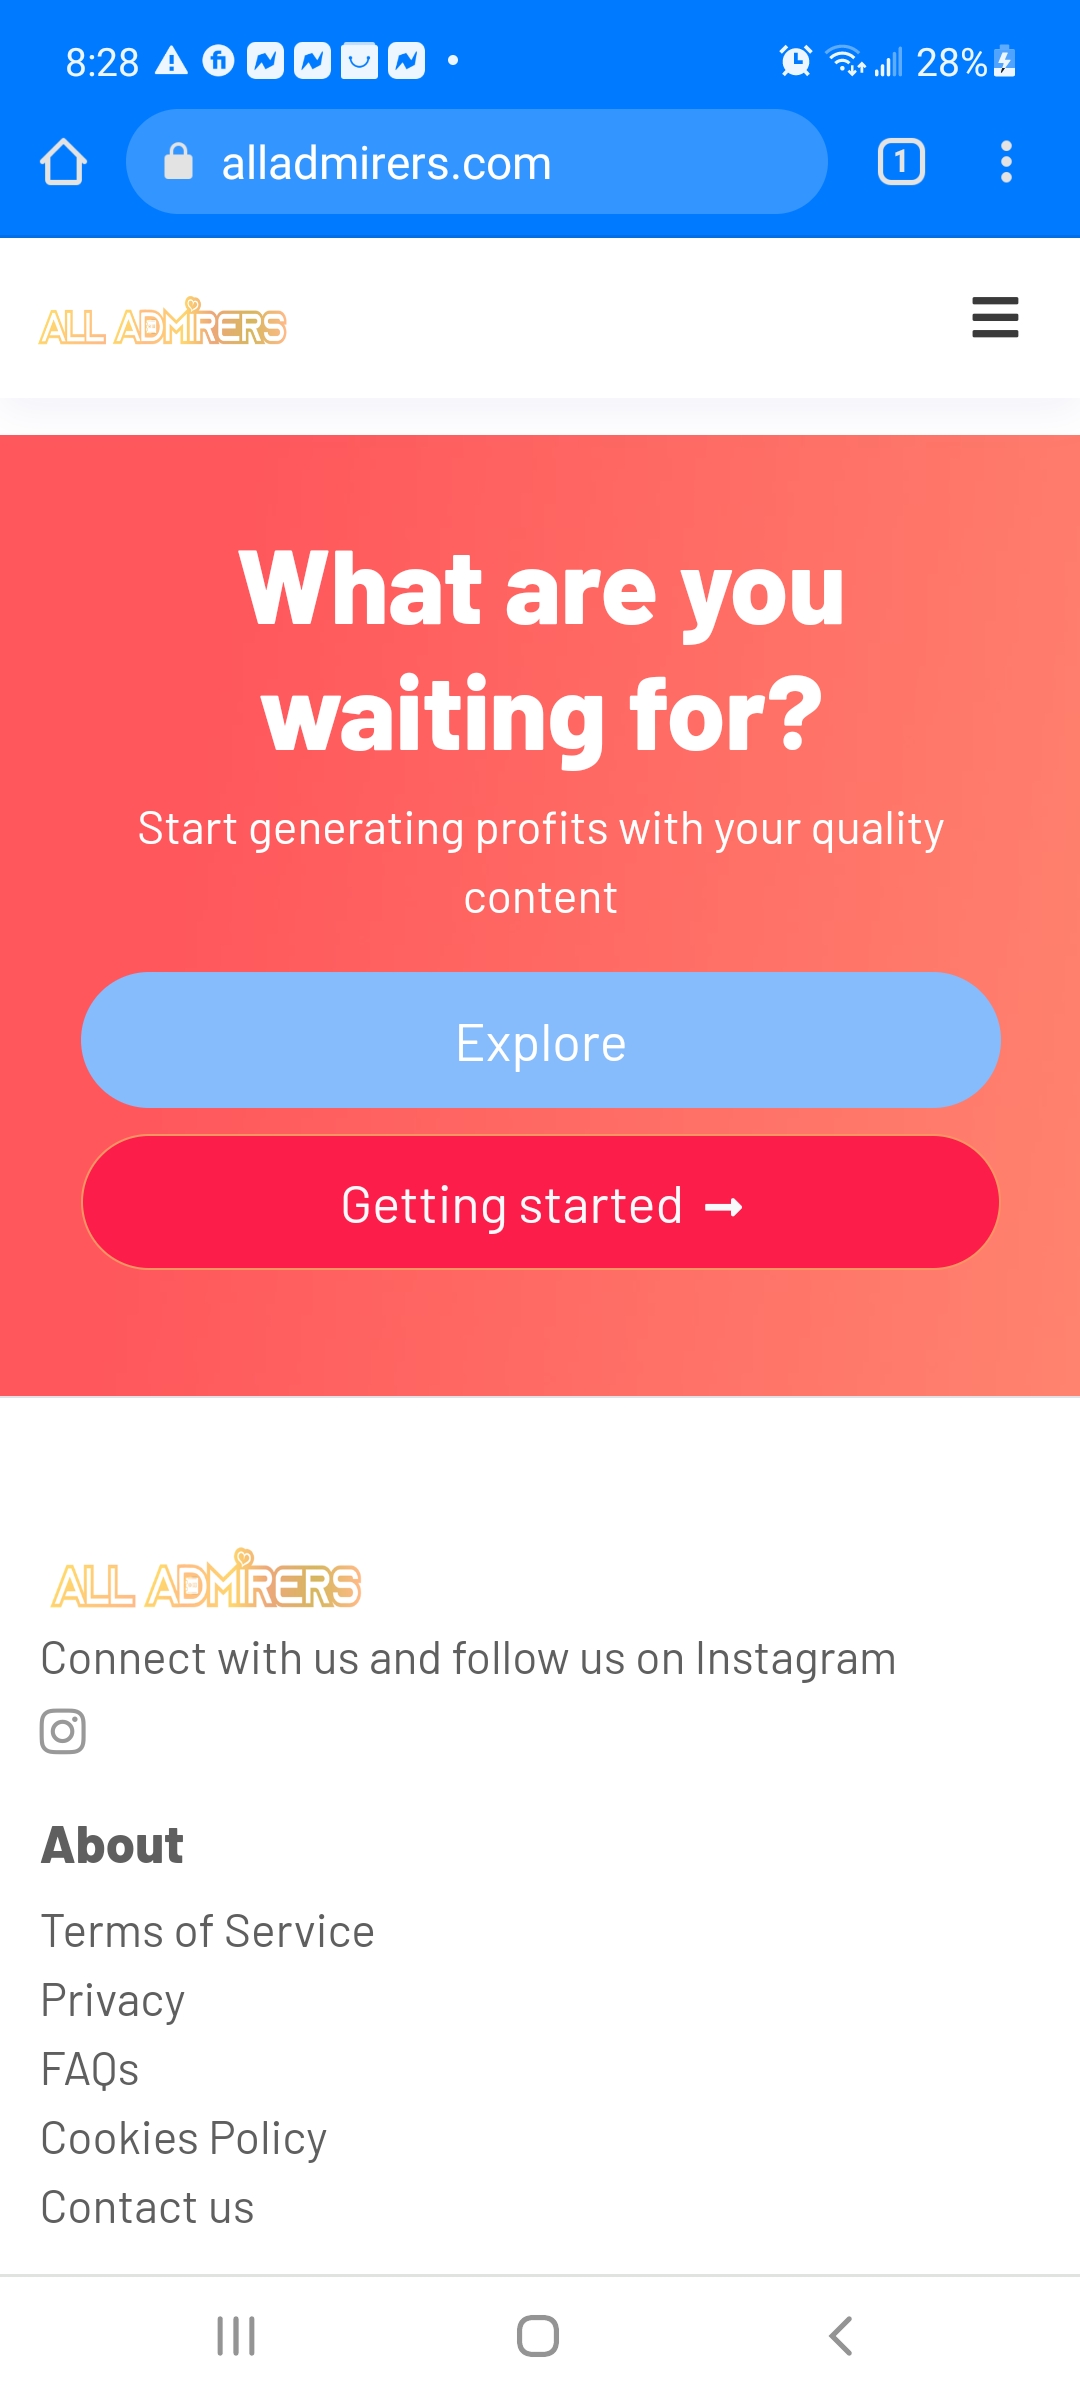 8:28
28%
alladmirers.com
1
ALL ADMIRERS
What are you
waiting for?
Start generating profits with your quality
content
Explore
Getting started →
ALL ADMIRERS
Connect with us and follow us on Instagram
About
Terms of Service
Privacy
FAQs
Cookies Policy
Contact us